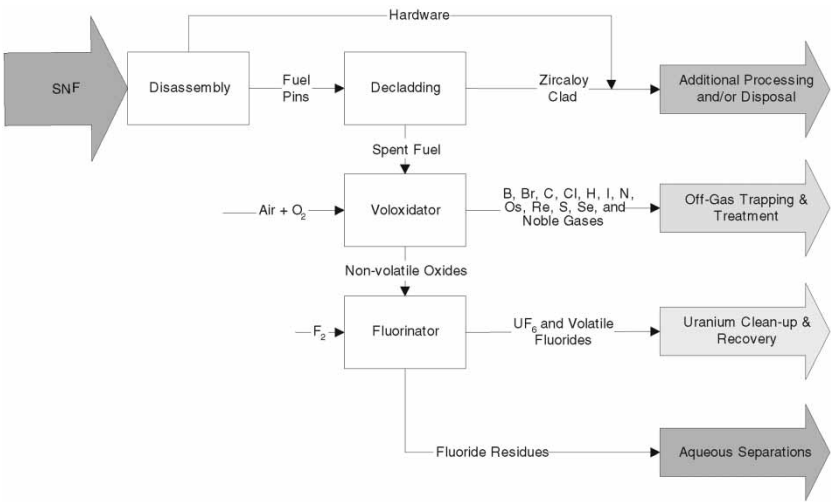 Hardware
SNF
Disassembly
Fuel
Pins
Decladding
Zircaloy
Clad
Additional Processing
and/or Disposal
Spent Fuel
Air + O₂
Voloxidator
B, Br, C, Cl, H, I, N,
Os, Re, S, Se, and
Noble Gases
Off-Gas Trapping &
Treatment
Non-volatile Oxides
F₂
Fluorinator
UF₆ and Volatile
Fluorides
Uranium Clean-up &
Recovery
Fluoride Residues
Aqueous Separations